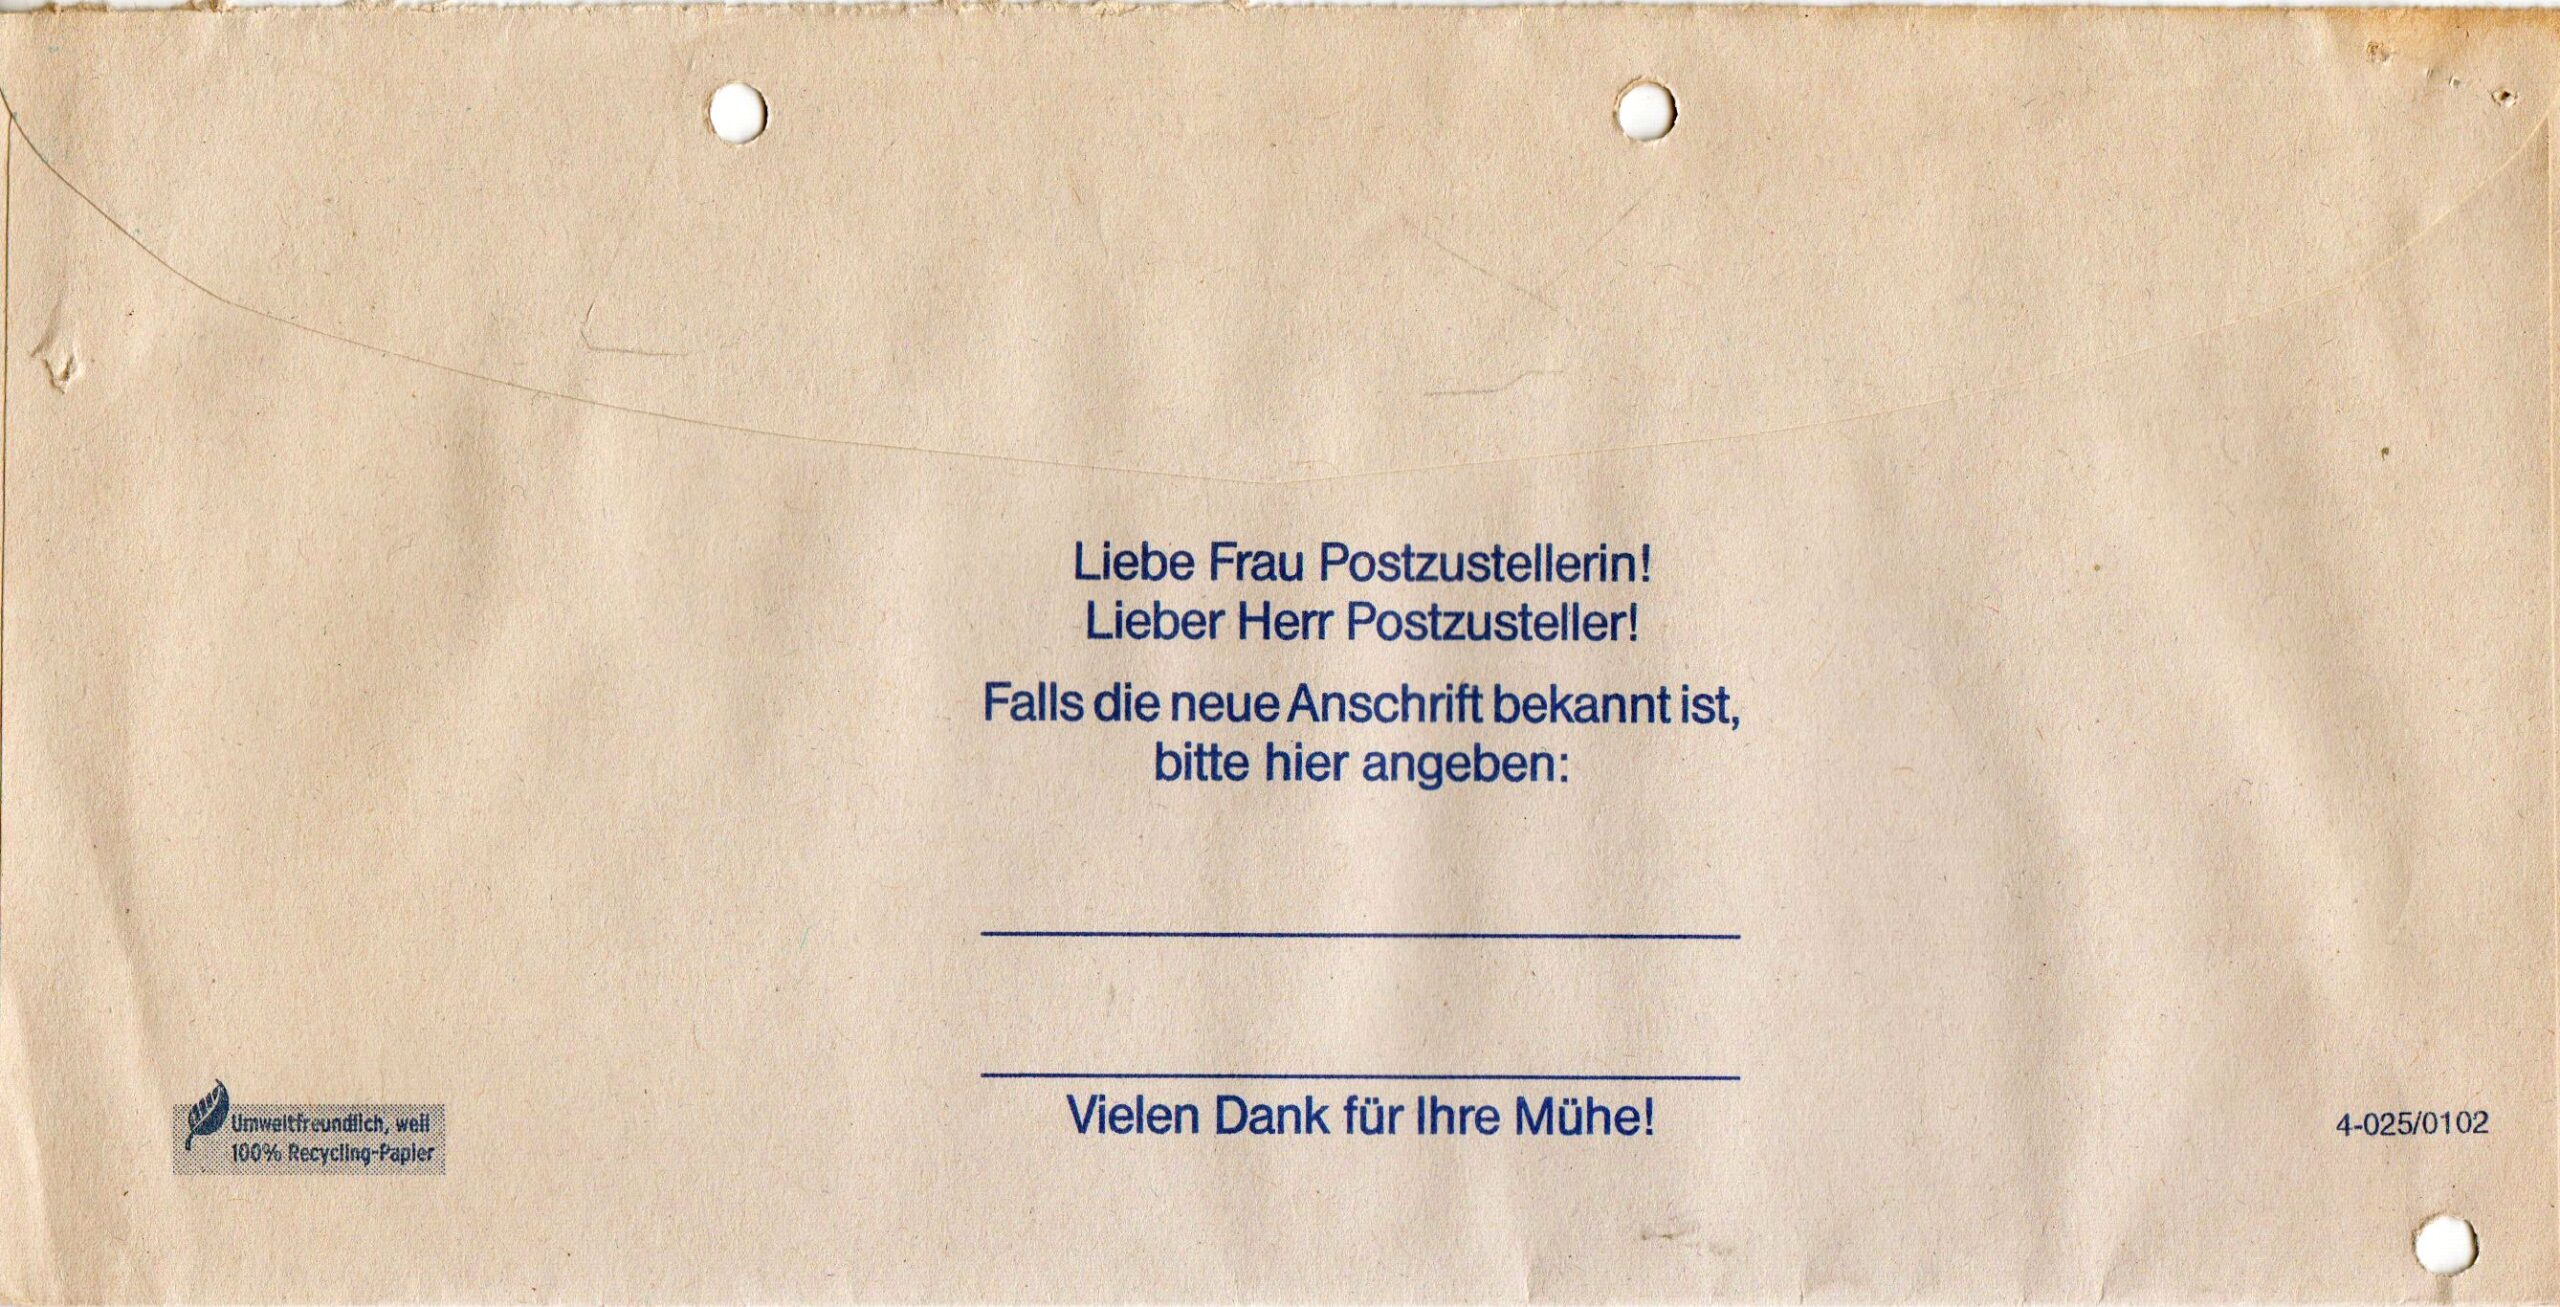 Liebe Frau Postzustellerin!
Lieber Herr Postzusteller!
Falls die neue Anschrift bekannt ist,
bitte hier angeben:
Vielen Dank für Ihre Mühe!
Umweltfreundlich, weil
100% Recycling-Papier
4-025/0102